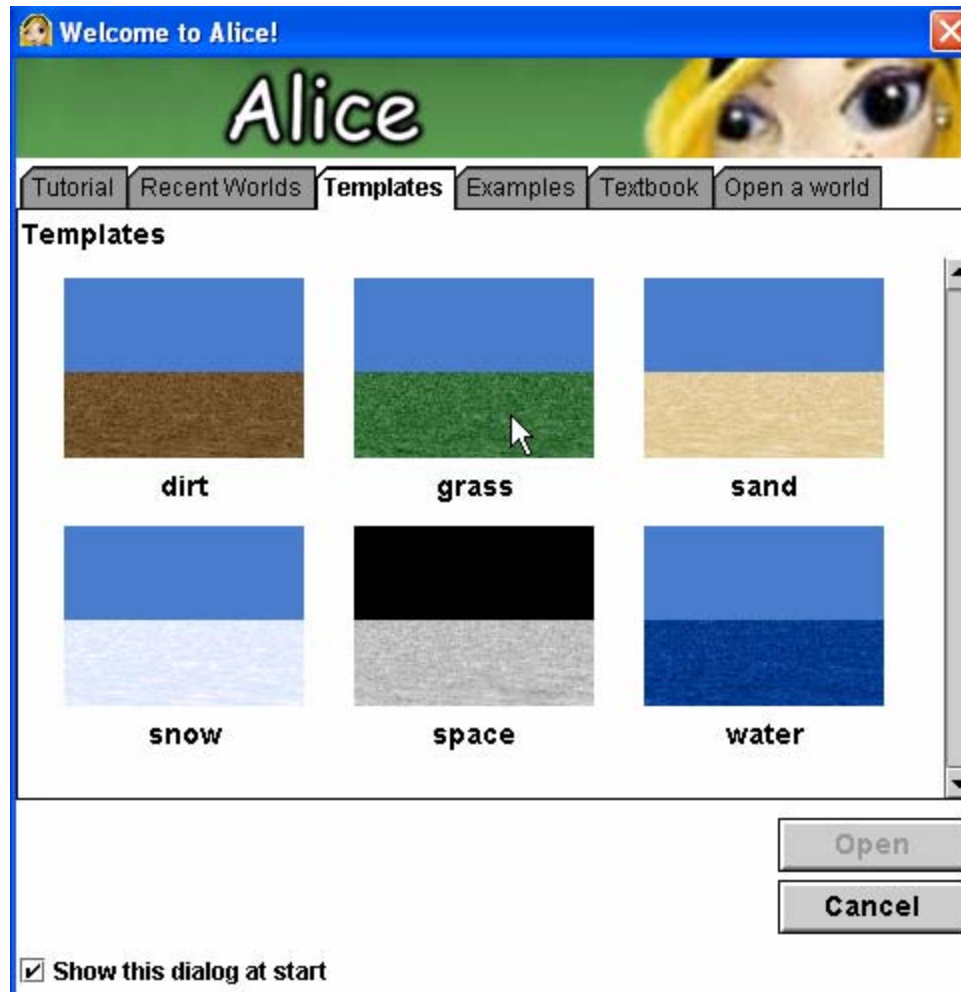 Welcome to Alice!
Alice
Tutorial Recent Worlds Templates Examples Textbook Open a world
Templates
dirt grass sand
snow space water
Open
Cancel
Show this dialog at start